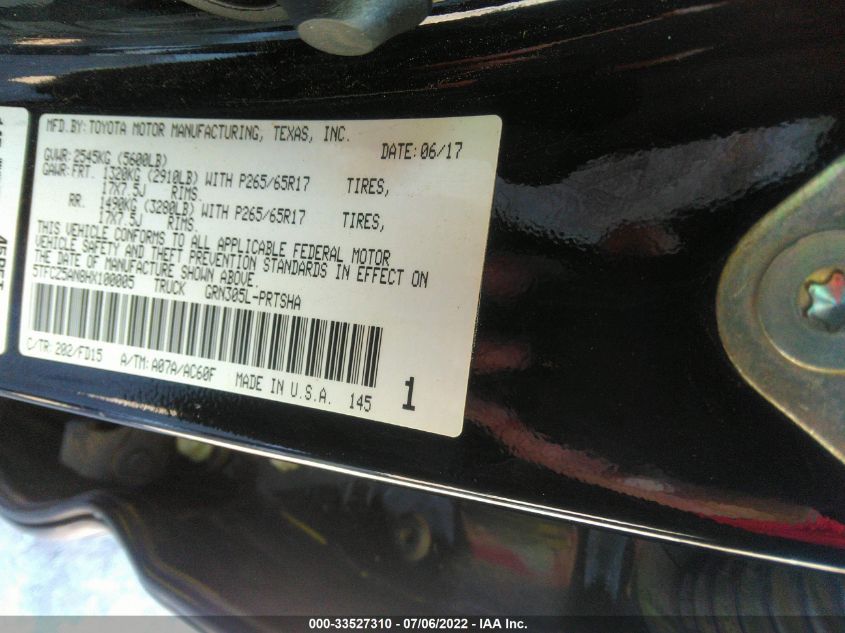 MFD.BY:TOYOTA MOTOR MANUFACTURING, TEXAS, INC.
DATE:06/17
GVWR:2545KG (5600LB)
GAWR:FRT. 1320KG (2910LB) WITH P265/65R17 TIRES,
17X7.5J RIMS.
RR. 1490KG (3280LB) WITH P265/65R17 TIRES,
17X7.5J RIMS.
THIS VEHICLE CONFORMS TO ALL APPLICABLE FEDERAL MOTOR
VEHICLE SAFETY AND THEFT PREVENTION STANDARDS IN EFFECT ON
THE DATE OF MANUFACTURE SHOWN ABOVE.
5TFCZ5AN8HX100005 TRUCK GRN305L-PRTSHA
C/TR:202/FD15 A/TM:A07A/AC60F MADE IN U.S.A. 145 1
000-33527310 - 07/06/2022 - IAA Inc.